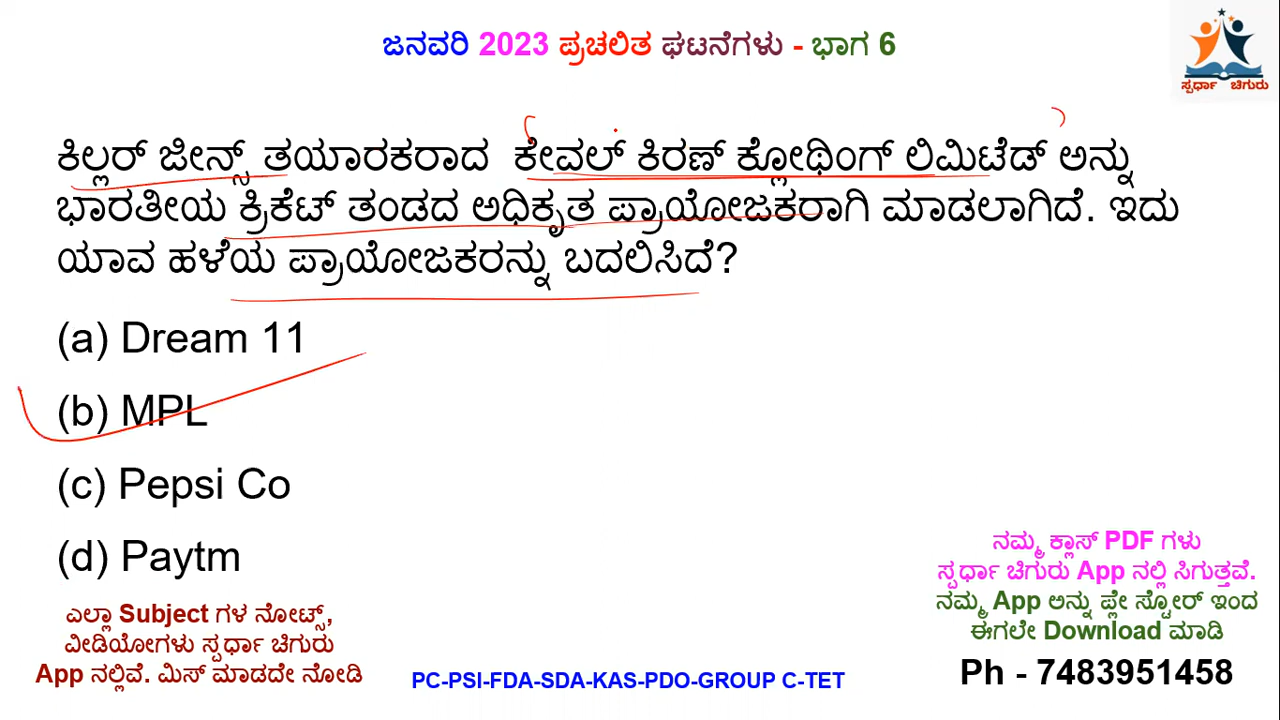 ಜನವರಿ 2023 ಪ್ರಚಲಿತ ಘಟನೆಗಳು - ಭಾಗ 6
ಸ್ಪರ್ಧಾ ಚಿಗುರು
ಕಿಲ್ಲರ್ ಜೀನ್ಸ್ ತಯಾರಕರಾದ ಕೇವಲ್ ಕಿರಣ್ ಕ್ಲೋಥಿಂಗ್ ಲಿಮಿಟೆಡ್ ಅನ್ನು
ಭಾರತೀಯ ಕ್ರಿಕೆಟ್ ತಂಡದ ಅಧಿಕೃತ ಪ್ರಾಯೋಜಕರಾಗಿ ಮಾಡಲಾಗಿದೆ. ಇದು
ಯಾವ ಹಳೆಯ ಪ್ರಾಯೋಜಕರನ್ನು ಬದಲಿಸಿದೆ?
(a) Dream 11
(b) MPL
(c) Pepsi Co
(d) Paytm
ಎಲ್ಲಾ Subject ಗಳ ನೋಟ್ಸ್,
ವೀಡಿಯೋಗಳು ಸ್ಪರ್ಧಾ ಚಿಗುರು
App ನಲ್ಲಿವೆ. ಮಿಸ್ ಮಾಡದೇ ನೋಡಿ
PC-PSI-FDA-SDA-KAS-PDO-GROUP C-TET
ನಮ್ಮ ಕ್ಲಾಸ್ PDF ಗಳು
ಸ್ಪರ್ಧಾ ಚಿಗುರು App ನಲ್ಲಿ ಸಿಗುತ್ತವೆ.
ನಮ್ಮ App ಅನ್ನು ಪ್ಲೇ ಸ್ಟೋರ್ ಇಂದ
ಈಗಲೇ Download ಮಾಡಿ
Ph - 7483951458